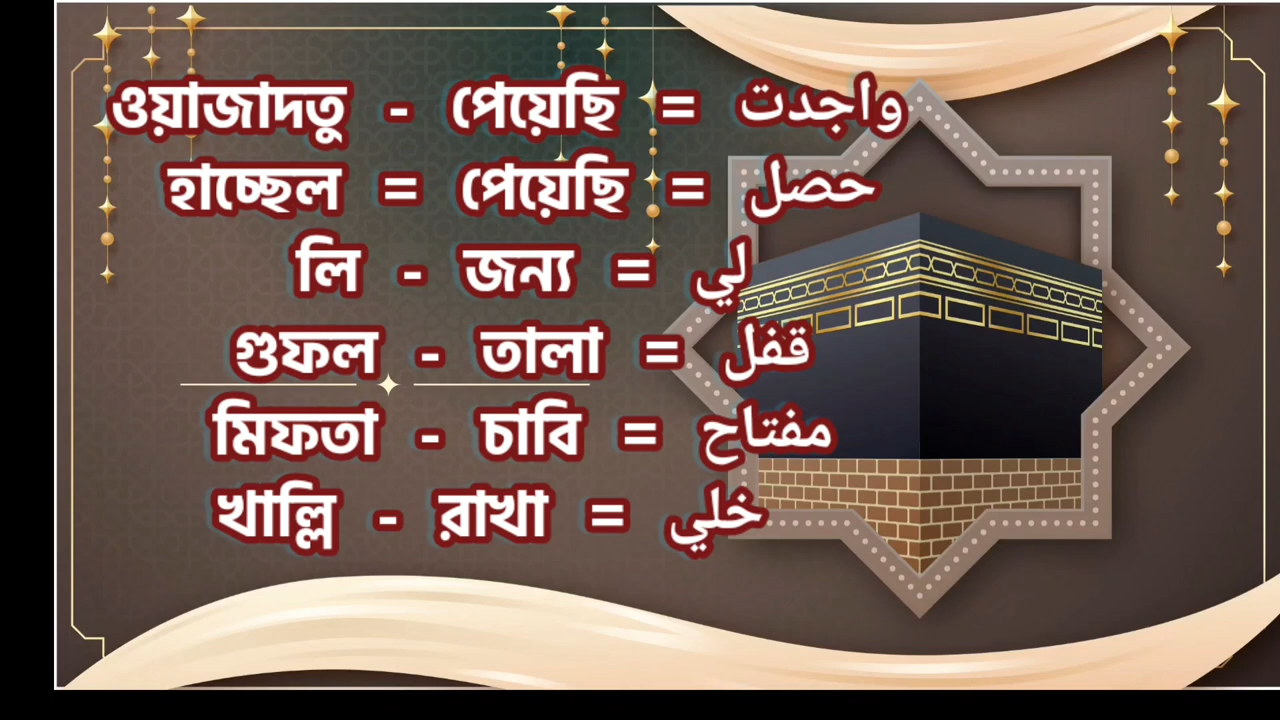 ওয়াজাদতু - পেয়েছি = واجدت
হাচ্ছেল = পেয়েছি = حصل
লি - জন্য = لي
গুফল - তালা = قفل
মিফতা - চাবি = مفتاح
খাল্লি - রাখা = خلي